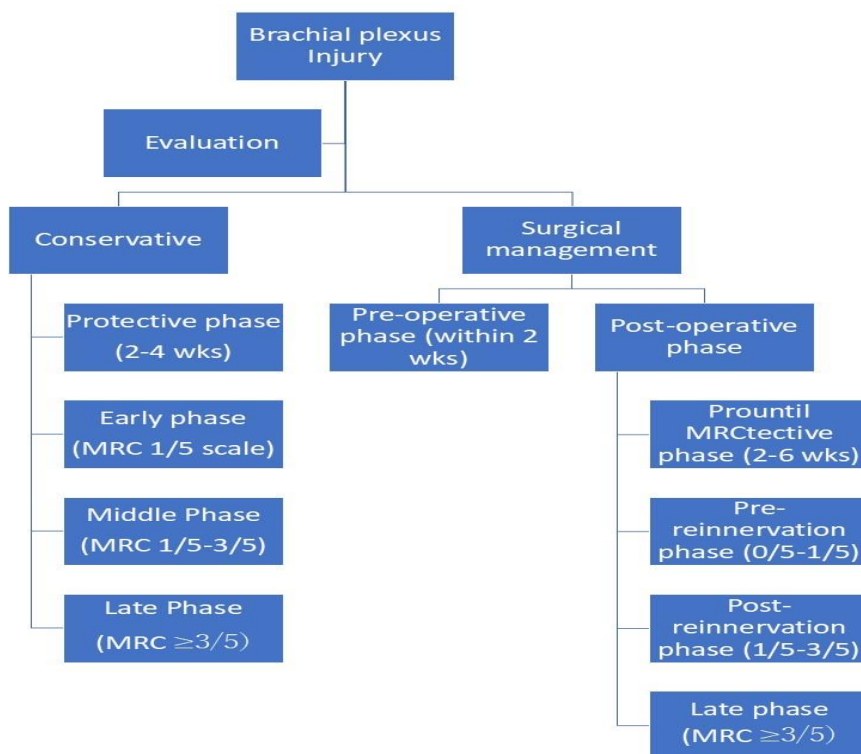 Brachial plexus
Injury
Evaluation
Conservative
Protective phase
(2-4 wks)
Early phase
(MRC 1/5 scale)
Middle Phase
(MRC 1/5-3/5)
Late Phase
(MRC ≥3/5)
Surgical
management
Pre-operative
phase (within 2
wks)
Post-operative
phase
Prountil
MRCtective
phase (2-6 wks)
Pre-
reinnervation
phase (0/5-1/5)
Post-
reinnervation
phase (1/5-3/5)
Late phase
(MRC ≥3/5)